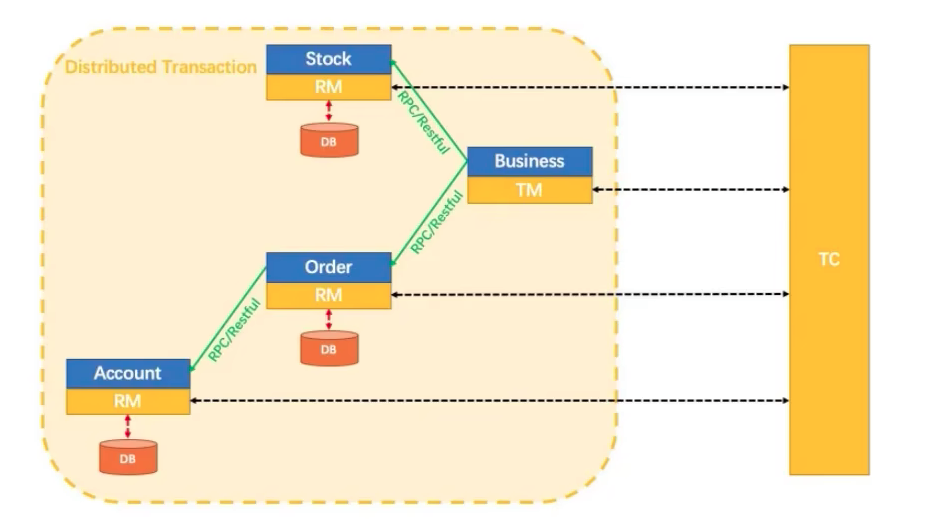 Distributed Transaction
Stock
RM
DB
RPC/Restful
Business
TM
RPC/Restful
Order
RM
DB
RPC/Restful
Account
RM
DB
TC